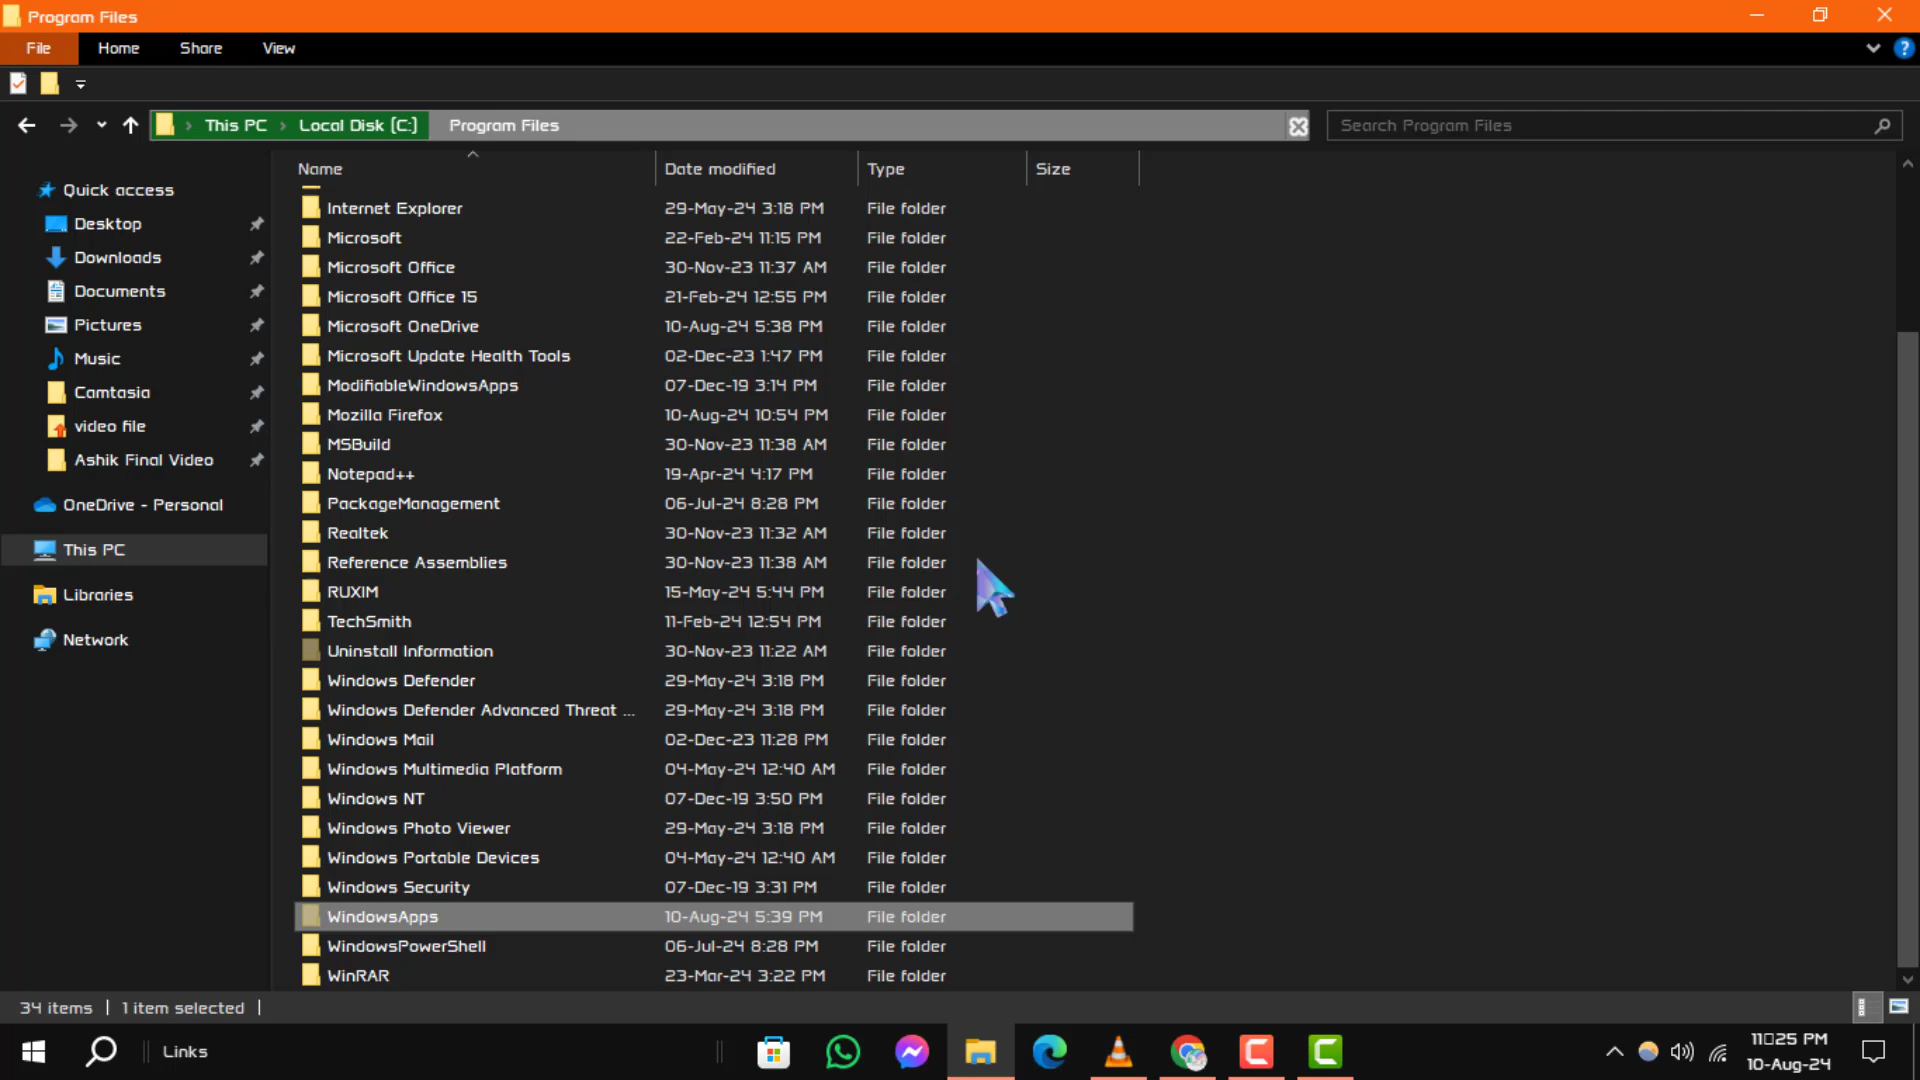 Program Files
File Home Share View
This PC Local Disk (C:) Program Files
Search Program Files
Name Date modified Type Size
Quick access
Desktop
Downloads
Documents
Pictures
Music
Camtasia
video file
Ashik Final Video
OneDrive - Personal
This PC
Libraries
Network
Internet Explorer 29-May-24 3:18 PM File folder
Microsoft 22-Feb-24 11:15 PM File folder
Microsoft Office 30-Nov-23 11:37 AM File folder
Microsoft Office 15 21-Feb-24 12:55 PM File folder
Microsoft OneDrive 10-Aug-24 5:38 PM File folder
Microsoft Update Health Tools 02-Dec-23 1:47 PM File folder
ModifiableWindowsApps 07-Dec-19 3:14 PM File folder
Mozilla Firefox 10-Aug-24 10:54 PM File folder
MSBuild 30-Nov-23 11:38 AM File folder
Notepad++ 19-Apr-24 4:17 PM File folder
PackageManagement 06-Jul-24 8:28 PM File folder
Realtek 30-Nov-23 11:32 AM File folder
Reference Assemblies 30-Nov-23 11:38 AM File folder
RUXIM 15-May-24 5:44 PM File folder
TechSmith 11-Feb-24 12:54 PM File folder
Uninstall Information 30-Nov-23 11:22 AM File folder
Windows Defender 29-May-24 3:18 PM File folder
Windows Defender Advanced Threat ... 29-May-24 3:18 PM File folder
Windows Mail 02-Dec-23 11:28 PM File folder
Windows Multimedia Platform 04-May-24 12:40 AM File folder
Windows NT 07-Dec-19 3:50 PM File folder
Windows Photo Viewer 29-May-24 3:18 PM File folder
Windows Portable Devices 04-May-24 12:40 AM File folder
Windows Security 07-Dec-19 3:31 PM File folder
WindowsApps 10-Aug-24 5:39 PM File folder
WindowsPowerShell 06-Jul-24 8:28 PM File folder
WinRAR 23-Mar-24 3:22 PM File folder
34 items 1 item selected
Links
11□25 PM
10-Aug-24